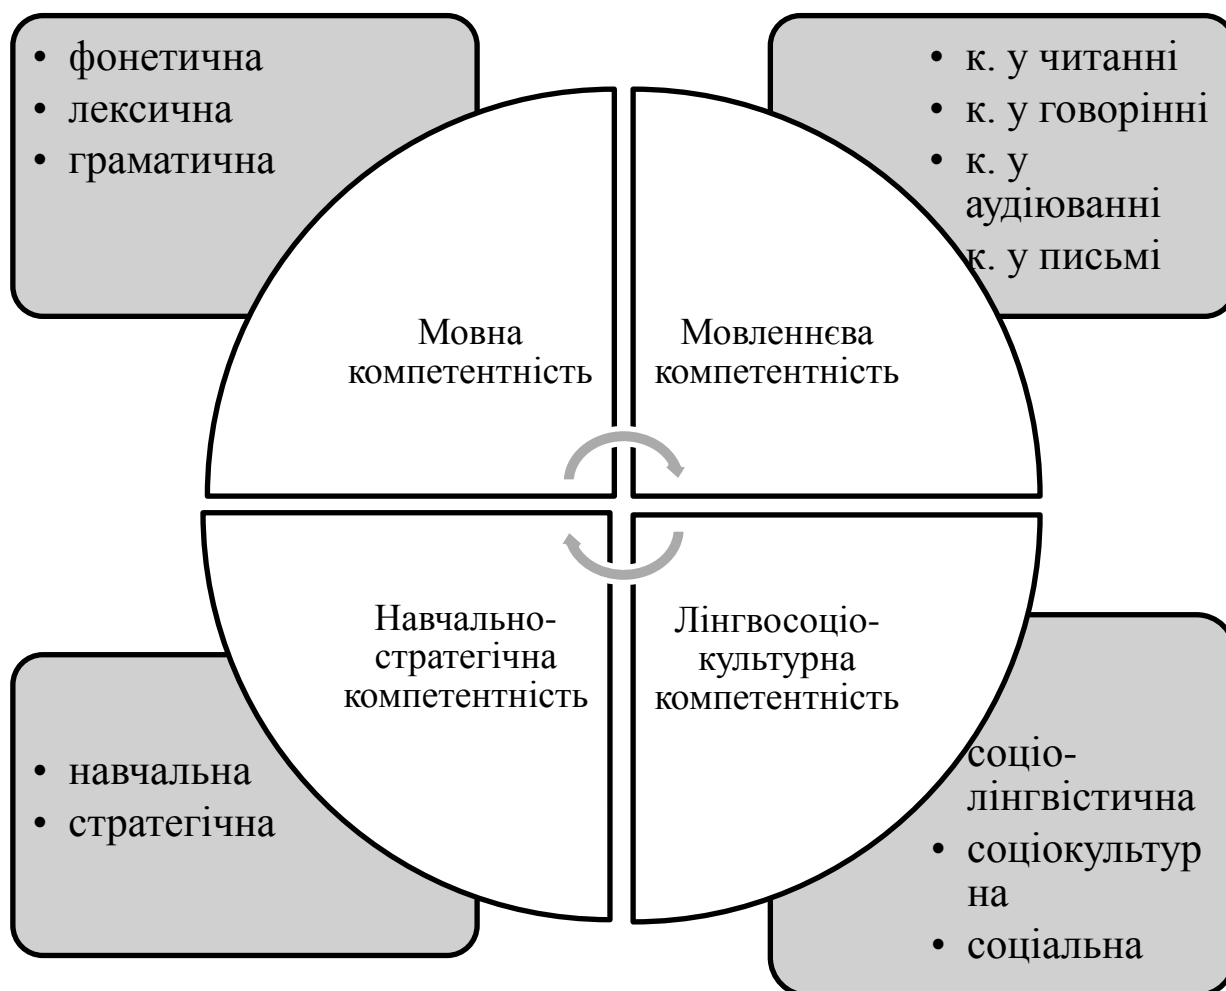 • фонетична
• лексична
• граматична
• к. у читанні
• к. у говорінні
• к. у
аудіюванні
к. у письмі
Мовна
компетентність
Мовленнєва
компетентність
Навчально-
стратегічна
компетентність
Лінгвосоціо-
культурна
компетентність
• навчальна
• стратегічна
соціо-
лінгвістична
• соціокультур
на
• соціальна